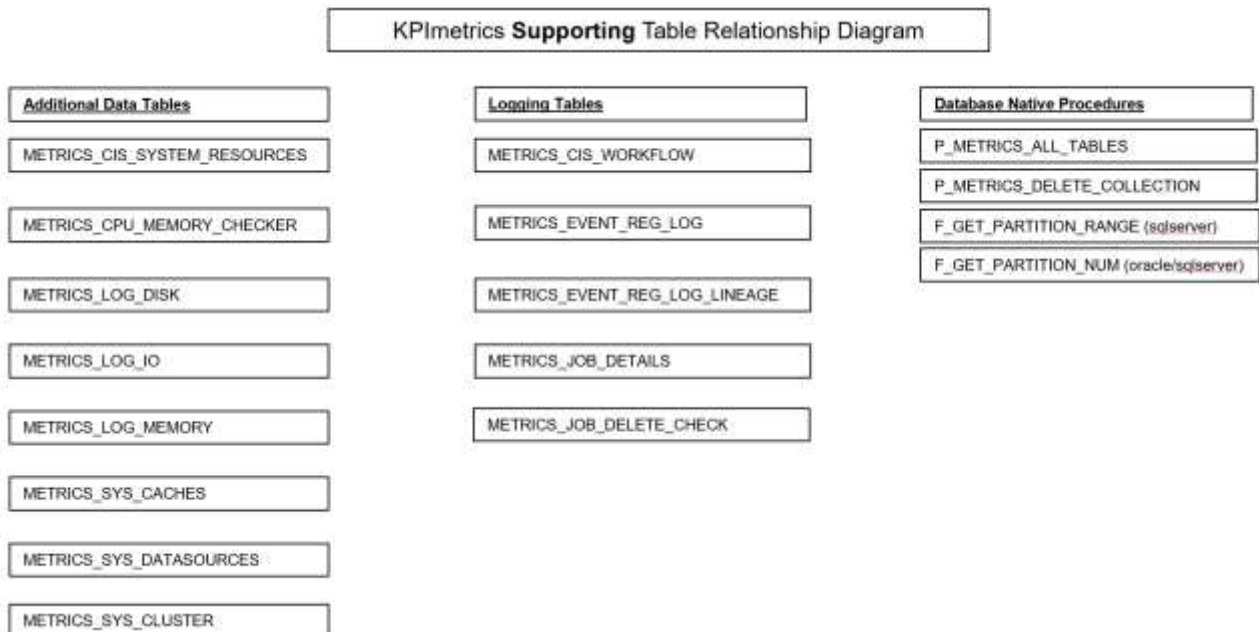 KPImetrics Supporting Table Relationship Diagram
Additional Data Tables
METRICS_CIS_SYSTEM_RESOURCES
METRICS_CPU_MEMORY_CHECKER
METRICS_LOG_DISK
METRICS_LOG_IO
METRICS_LOG_MEMORY
METRICS_SYS_CACHES
METRICS_SYS_DATASOURCES
METRICS_SYS_CLUSTER
Logging Tables
METRICS_CIS_WORKFLOW
METRICS_EVENT_REG_LOG
METRICS_EVENT_REG_LOG_LINEAGE
METRICS_JOB_DETAILS
METRICS_JOB_DELETE_CHECK
Database Native Procedures
P_METRICS_ALL_TABLES
P_METRICS_DELETE_COLLECTION
F_GET_PARTITION_RANGE (sqlserver)
F_GET_PARTITION_NUM (oracle/sqlserver)